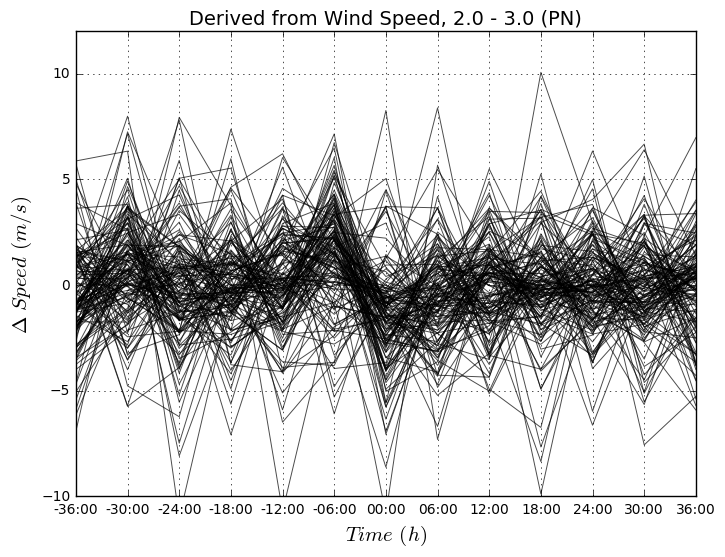 Derived from Wind Speed, 2.0 - 3.0 (PN)
10
5
0
−5
−10
Δ Speed (m/s)
-36:00 -30:00 -24:00 -18:00 -12:00 -06:00 00:00 06:00 12:00 18:00 24:00 30:00 36:00
Time (h)